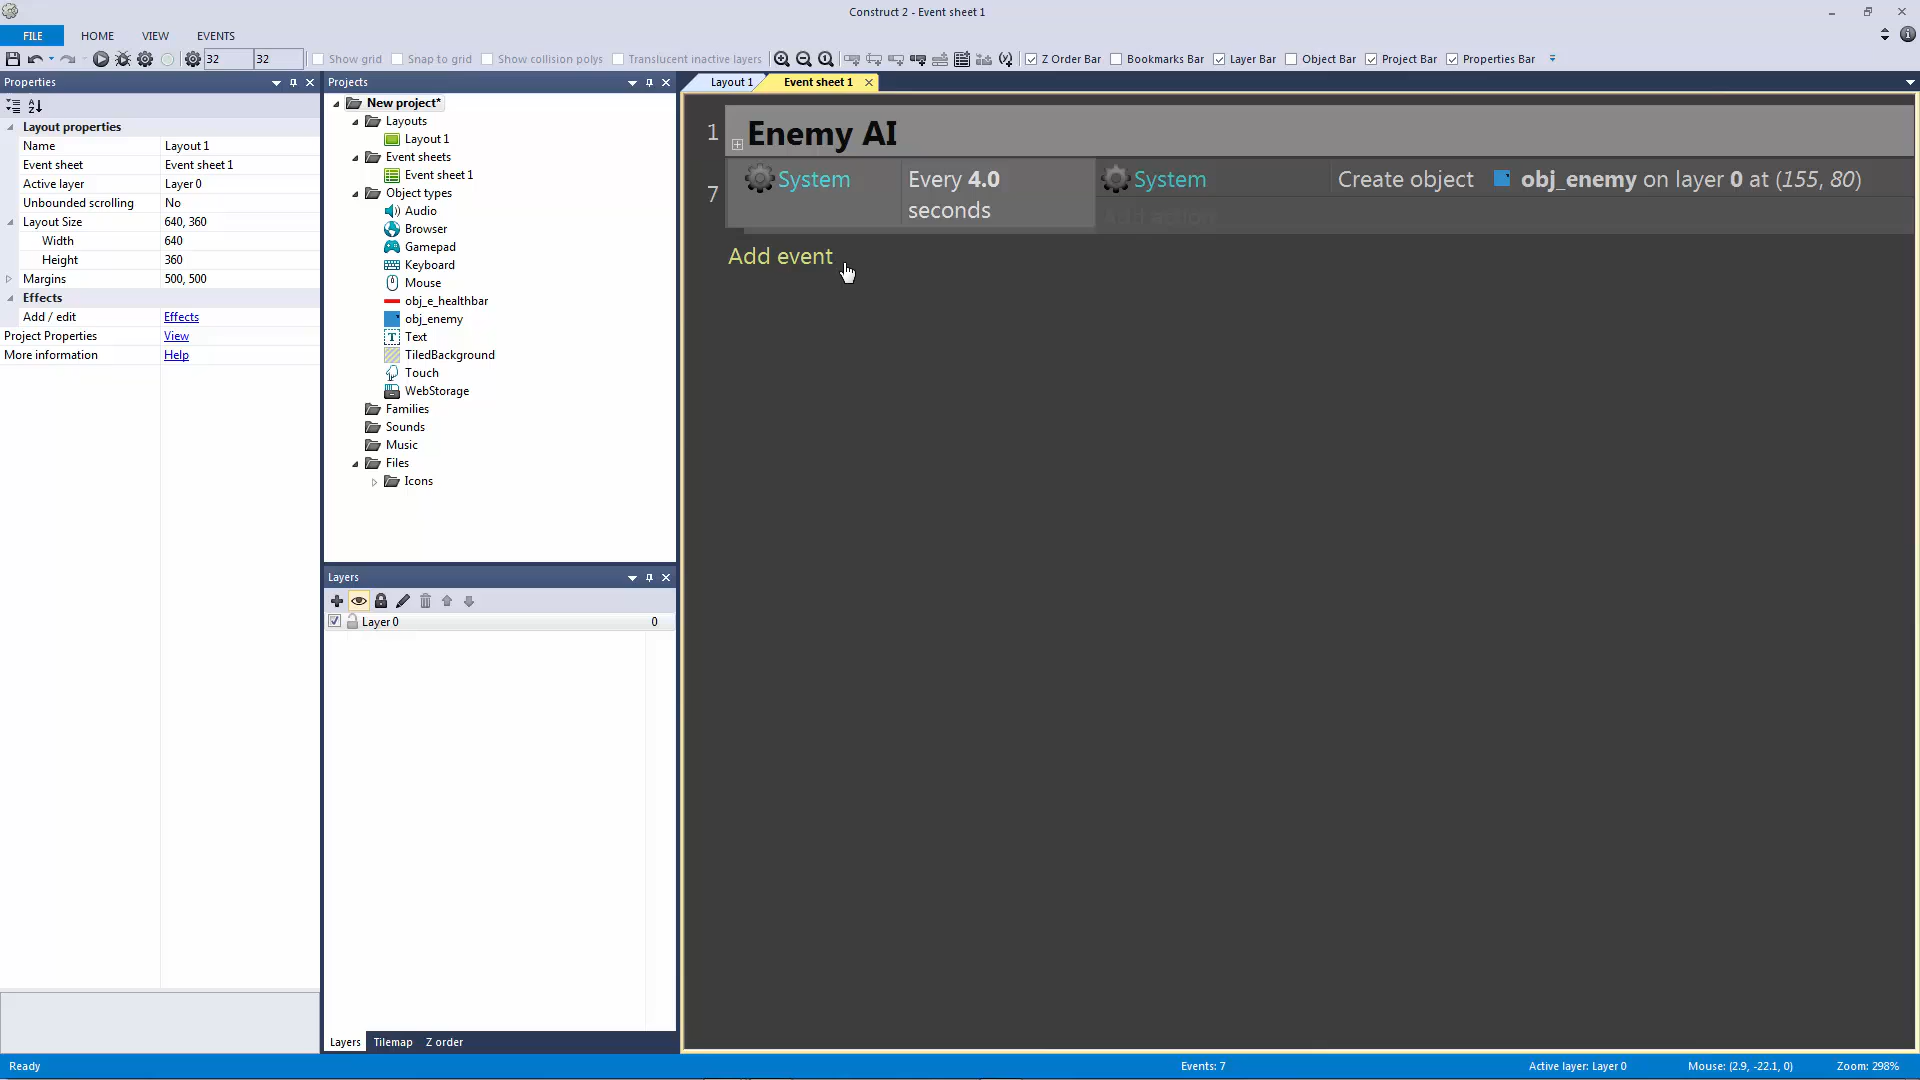 Construct 2 - Event sheet 1
FILE HOME VIEW EVENTS
32 32 Show grid Snap to grid Show collision polys Translucent inactive layers Z Order Bar Bookmarks Bar Layer Bar Object Bar Project Bar Properties Bar
Properties
Layout properties
Name Layout 1
Event sheet Event sheet 1
Active layer Layer 0
Unbounded scrolling No
Layout Size 640, 360
Width 640
Height 360
Margins 500, 500
Effects
Add / edit Effects
Project Properties View
More information Help
Projects
New project*
Layouts
Layout 1
Event sheets
Event sheet 1
Object types
Audio
Browser
Gamepad
Keyboard
Mouse
obj_e_healthbar
obj_enemy
Text
TiledBackground
Touch
WebStorage
Families
Sounds
Music
Files
Icons
Layers
Layer 0 0
Layers Tilemap Z order
Layout 1 Event sheet 1
1 Enemy AI
7 System Every 4.0 seconds System Create object obj_enemy on layer 0 at (155, 80)
Add action
Add event
Ready Events: 7 Active layer: Layer 0 Mouse: (2.9, -22.1, 0) Zoom: 298%